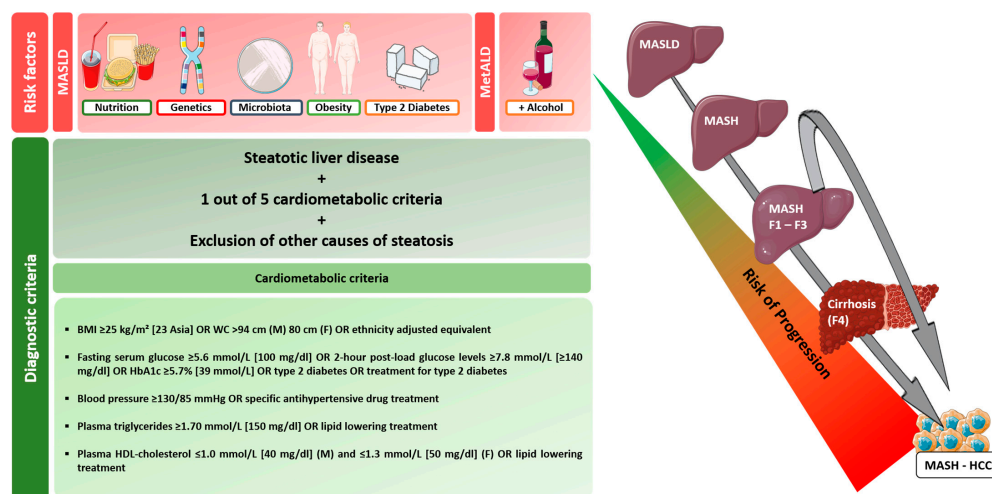 Risk factors
MASLD
Nutrition
Genetics
Microbiota
Obesity
Type 2 Diabetes
MetALD
+ Alcohol
Diagnostic criteria
Steatotic liver disease
+
1 out of 5 cardiometabolic criteria
+
Exclusion of other causes of steatosis
Cardiometabolic criteria
▪ BMI ≥25 kg/m² [23 Asia] OR WC >94 cm (M) 80 cm (F) OR ethnicity adjusted equivalent
▪ Fasting serum glucose ≥5.6 mmol/L [100 mg/dl] OR 2-hour post-load glucose levels ≥7.8 mmol/L [≥140
mg/dl] OR HbA1c ≥5.7% [39 mmol/L] OR type 2 diabetes OR treatment for type 2 diabetes
▪ Blood pressure ≥130/85 mmHg OR specific antihypertensive drug treatment
▪ Plasma triglycerides ≥1.70 mmol/L [150 mg/dl] OR lipid lowering treatment
▪ Plasma HDL-cholesterol ≤1.0 mmol/L [40 mg/dl] (M) and ≤1.3 mmol/L [50 mg/dl] (F) OR lipid lowering
treatment
MASLD
MASH
MASH
F1 – F3
Cirrhosis
(F4)
Risk of Progression
MASH - HCC